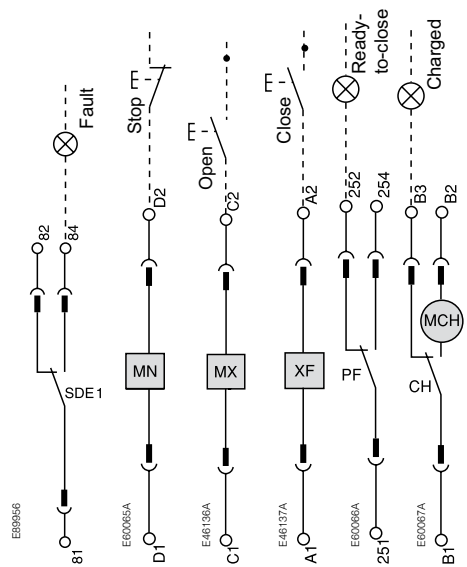 Fault
82
84
SDE1
E89956
81
Stop
D2
MN
E60065A
D1
Open
C2
MX
E46136A
C1
Close
A2
XF
E46137A
A1
Ready-
to-close
252
254
PF
E60066A
251
Charged
B3
B2
MCH
CH
E60067A
B1